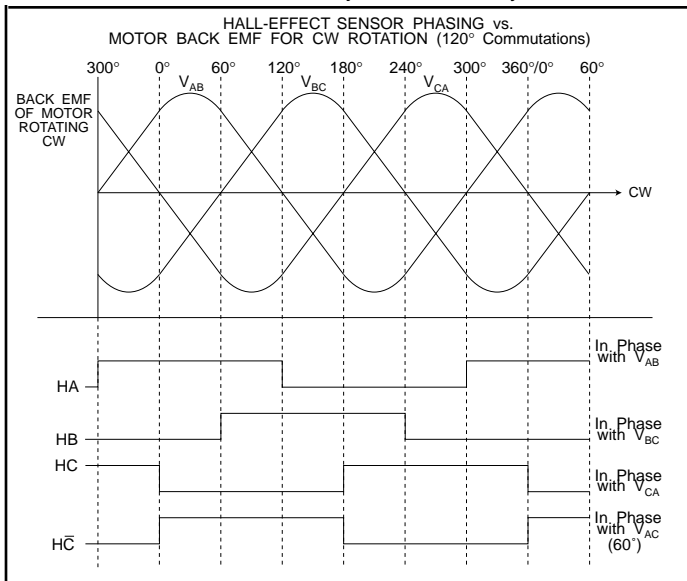 HALL-EFFECT SENSOR PHASING vs.
MOTOR BACK EMF FOR CW ROTATION (120° Commutations)
300° 0° 60° 120° 180° 240° 300° 360°/0° 60°
V_AB V_BC V_CA
BACK EMF
OF MOTOR
ROTATING
CW
CW
In Phase
with V_AB
HA
In Phase
with V_BC
HB
HC
In Phase
with V_CA
In Phase
with V_AC
(60˚)
HC̅